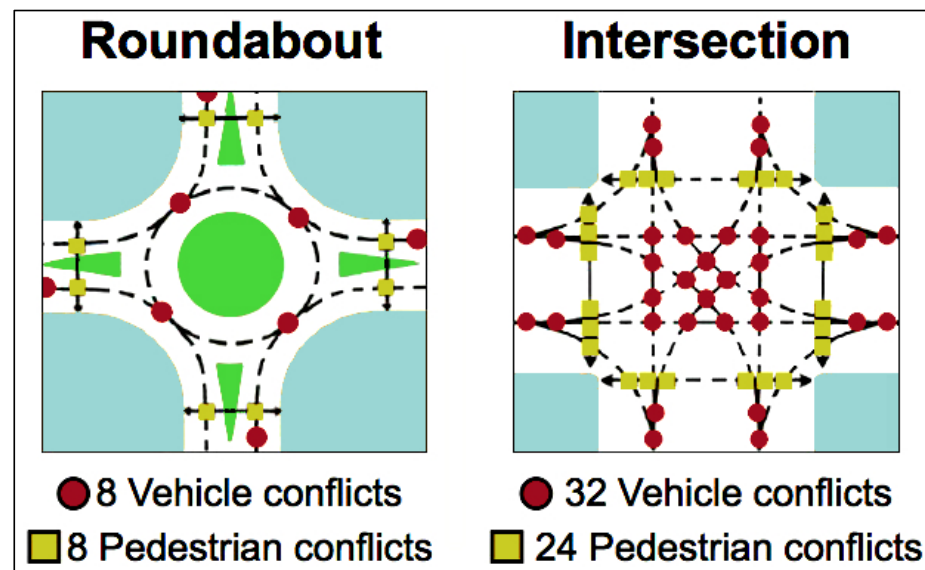 Roundabout
Intersection
8 Vehicle conflicts
32 Vehicle conflicts
8 Pedestrian conflicts
24 Pedestrian conflicts